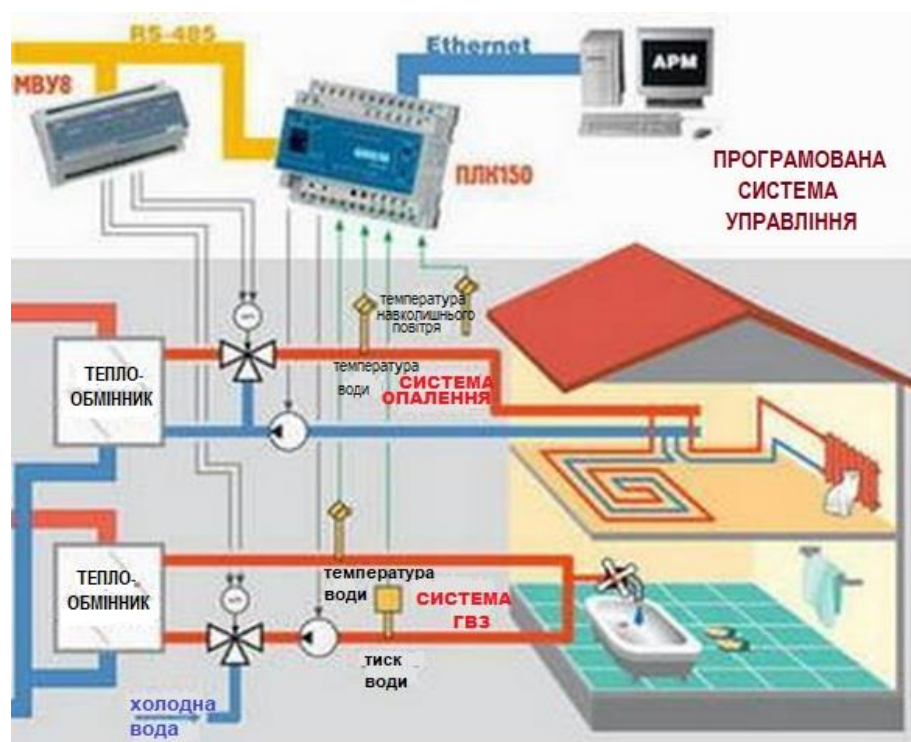 RS-485
Ethernet
МВУ8
АРМ
ПЛК150
ПРОГРАМОВАНА
СИСТЕМА
УПРАВЛІННЯ
температура
навколишнього
повітря
ТЕПЛО-
ОБМІННИК
температура
води
СИСТЕМА
ОПАЛЕННЯ
ТЕПЛО-
ОБМІННИК
температура
води
СИСТЕМА
ГВЗ
тиск
води
холодна
вода